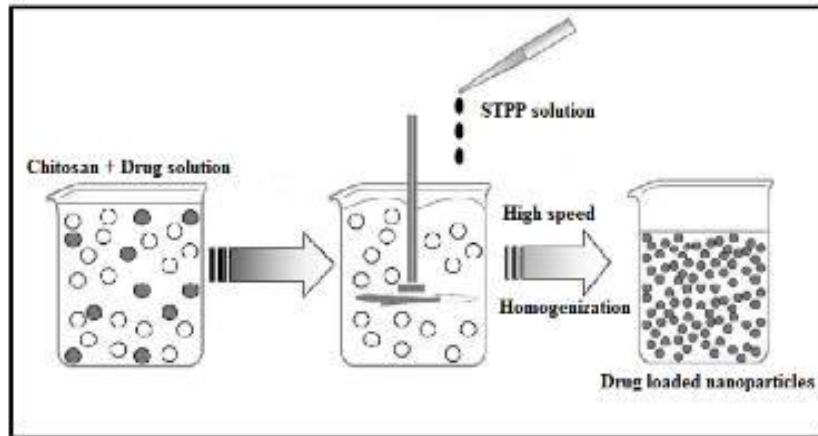 STPP solution
Chitosan + Drug solution
High speed
Homogenization
Drug loaded nanoparticles